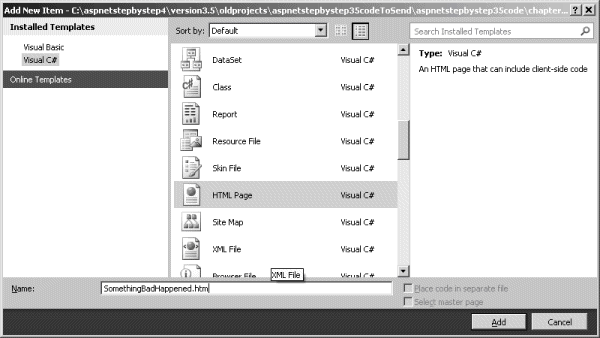 Add New Item - C:\aspnetstepbystep4\version3.5\oldprojects\aspnetstepbystep35codeToSend\aspnetstepbystep35code\chapter...
Installed Templates
Visual Basic
Visual C#
Online Templates
Sort by: Default
Search Installed Templates
DataSet Visual C#
Class Visual C#
Report Visual C#
Resource File Visual C#
Skin File Visual C#
HTML Page Visual C#
Site Map Visual C#
XML File Visual C#
Browser File Visual C#
XML File
Type: Visual C#
An HTML page that can include client-side code
Name: SomethingBadHappened.htm
Place code in separate file
Select master page
Add
Cancel